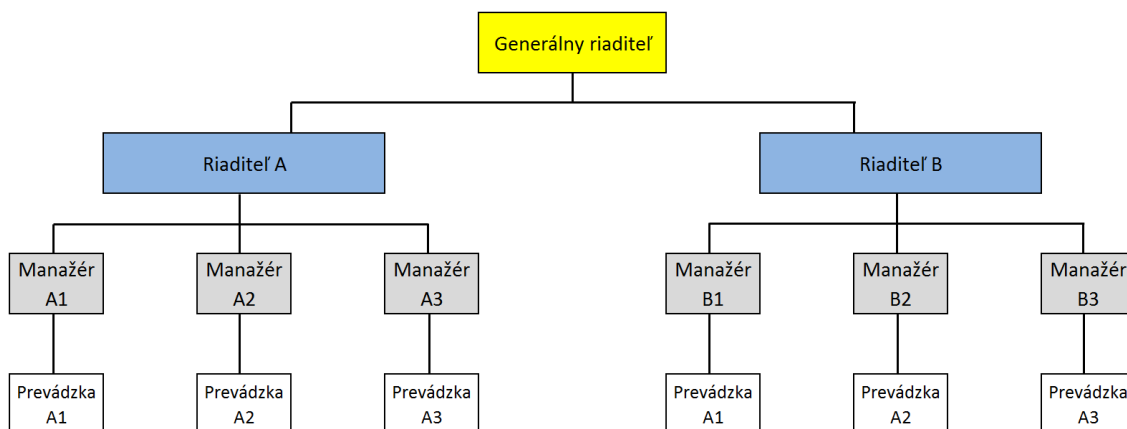 Generálny riaditeľ
Riaditeľ A
Riaditeľ B
Manažér
A1
Manažér
A2
Manažér
A3
Manažér
B1
Manažér
B2
Manažér
B3
Prevádzka
A1
Prevádzka
A2
Prevádzka
A3
Prevádzka
A1
Prevádzka
A2
Prevádzka
A3